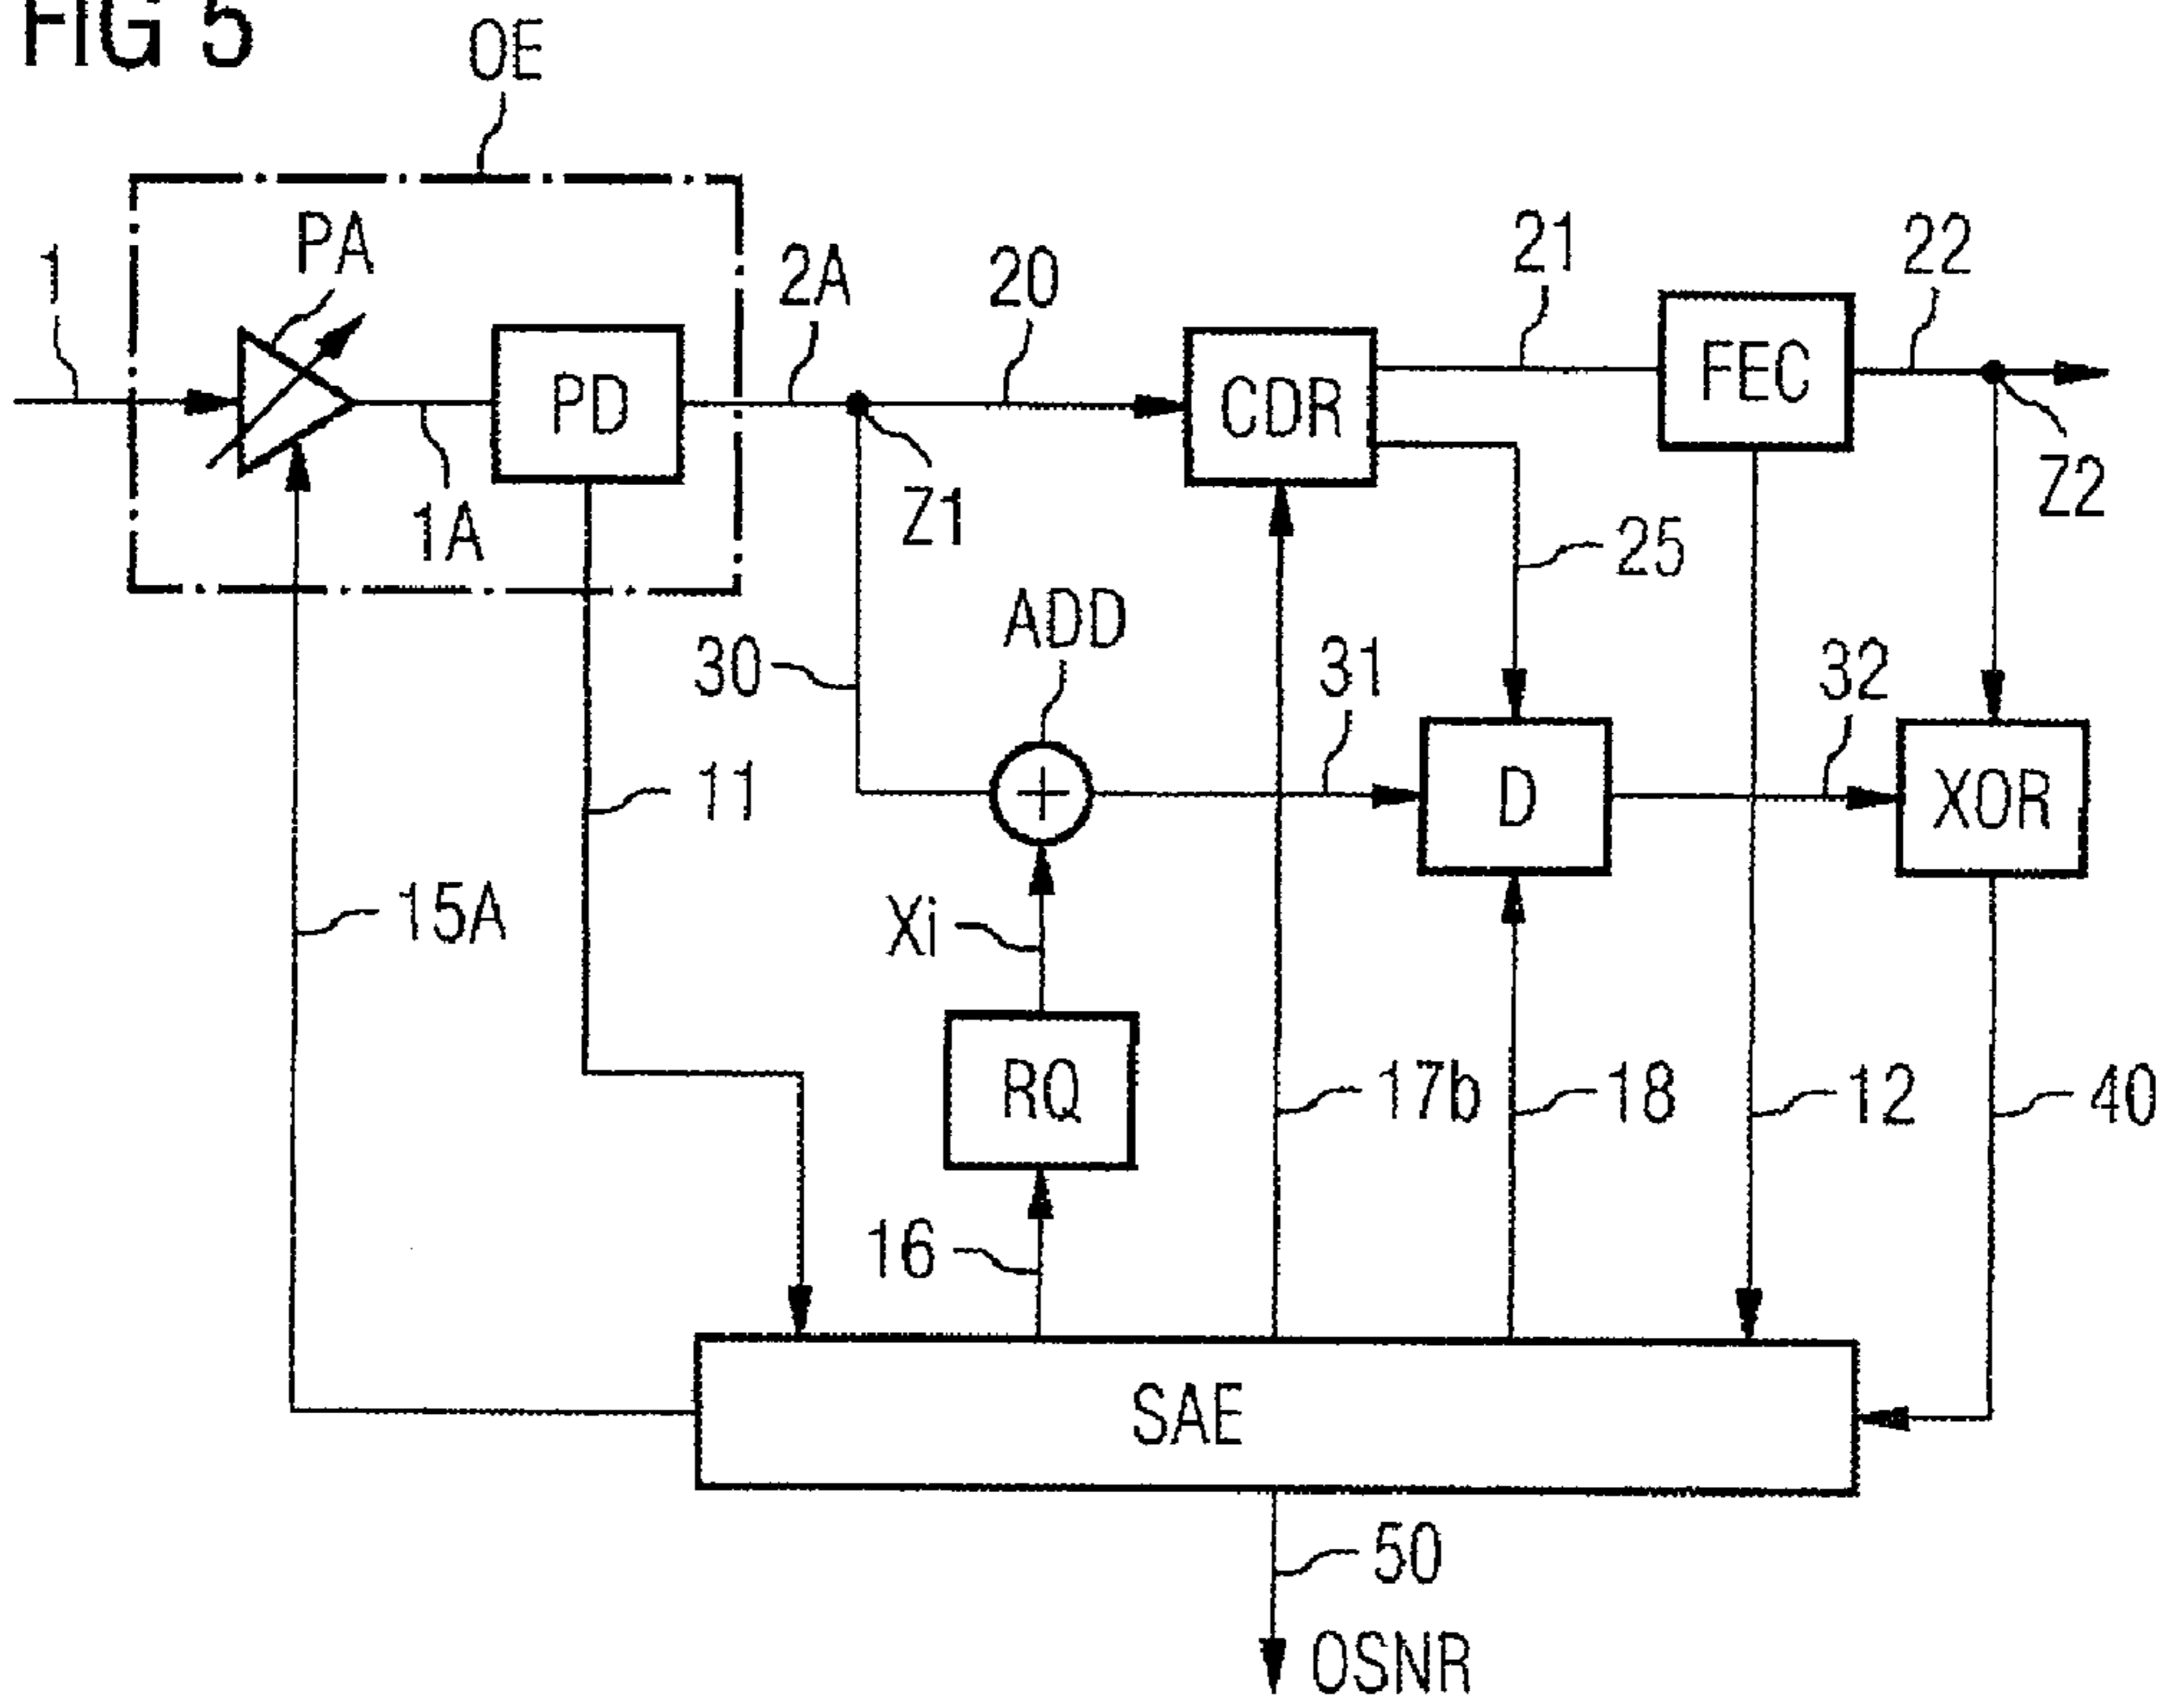 FIG 5
OE
PA
1
1A
PD
2A
20
Z1
CDR
21
FEC
22
Z2
25
ADD
30
31
32
11
D
XOR
15A
Xi
RQ
16
17b
18
12
40
SAE
50
OSNR